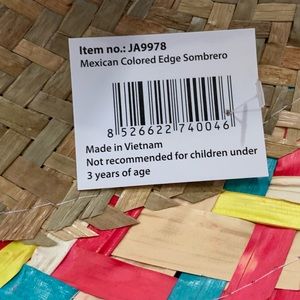 Item no.: JA9978
Mexican Colored Edge Sombrero
8 526622 740046
Made in Vietnam
Not recommended for children under
3 years of age